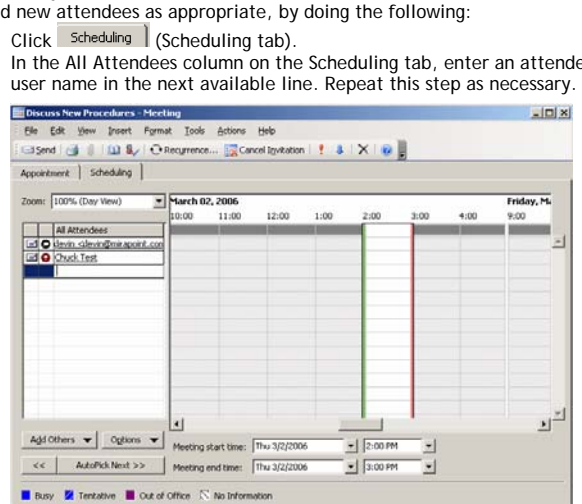 d new attendees as appropriate, by doing the following:
Click Scheduling (Scheduling tab).
In the All Attendees column on the Scheduling tab, enter an attende
user name in the next available line. Repeat this step as necessary.
Discuss New Procedures - Meeting
File Edit View Insert Format Tools Actions Help
Send Recurrence... Cancel Invitation
Appointment Scheduling
Zoom: 100% (Day View)
March 02, 2006 Friday, Ma
10:00 11:00 12:00 1:00 2:00 3:00 4:00 9:00
All Attendees
Chuck Test
Add Others Options
Meeting start time: Thu 3/2/2006 2:00 PM
<< AutoPick Next >>
Meeting end time: Thu 3/2/2006 3:00 PM
Busy Tentative Out of Office No Information